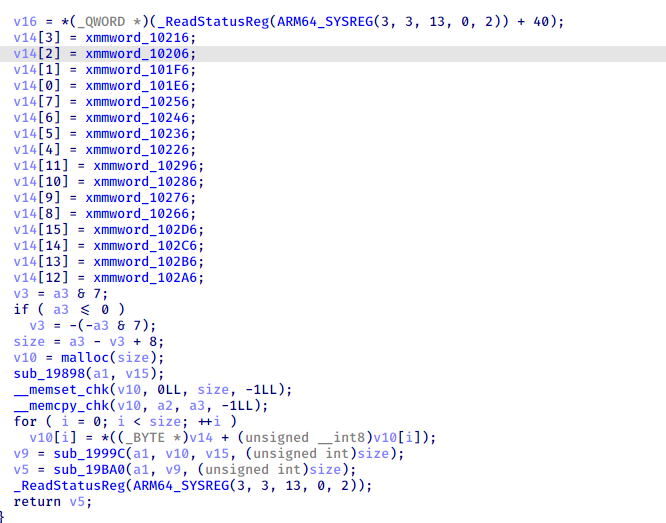 v16 = *(_QWORD *)(_ReadStatusReg(ARM64_SYSREG(3, 3, 13, 0, 2)) + 40);
v14[3] = xmmword_10216;
v14[2] = xmmword_10206;
v14[1] = xmmword_101F6;
v14[0] = xmmword_101E6;
v14[7] = xmmword_10256;
v14[6] = xmmword_10246;
v14[5] = xmmword_10236;
v14[4] = xmmword_10226;
v14[11] = xmmword_10296;
v14[10] = xmmword_10286;
v14[9] = xmmword_10276;
v14[8] = xmmword_10266;
v14[15] = xmmword_102D6;
v14[14] = xmmword_102C6;
v14[13] = xmmword_102B6;
v14[12] = xmmword_102A6;
v3 = a3 & 7;
if ( a3 <= 0 )
  v3 = -(-a3 & 7);
size = a3 - v3 + 8;
v10 = malloc(size);
sub_19898(a1, v15);
__memset_chk(v10, 0LL, size, -1LL);
__memcpy_chk(v10, a2, a3, -1LL);
for ( i = 0; i < size; ++i )
  v10[i] = *((_BYTE *)v14 + (unsigned __int8)v10[i]);
v9 = sub_1999C(a1, v10, v15, (unsigned int)size);
v5 = sub_19BA0(a1, v9, (unsigned int)size);
_ReadStatusReg(ARM64_SYSREG(3, 3, 13, 0, 2));
return v5;
}